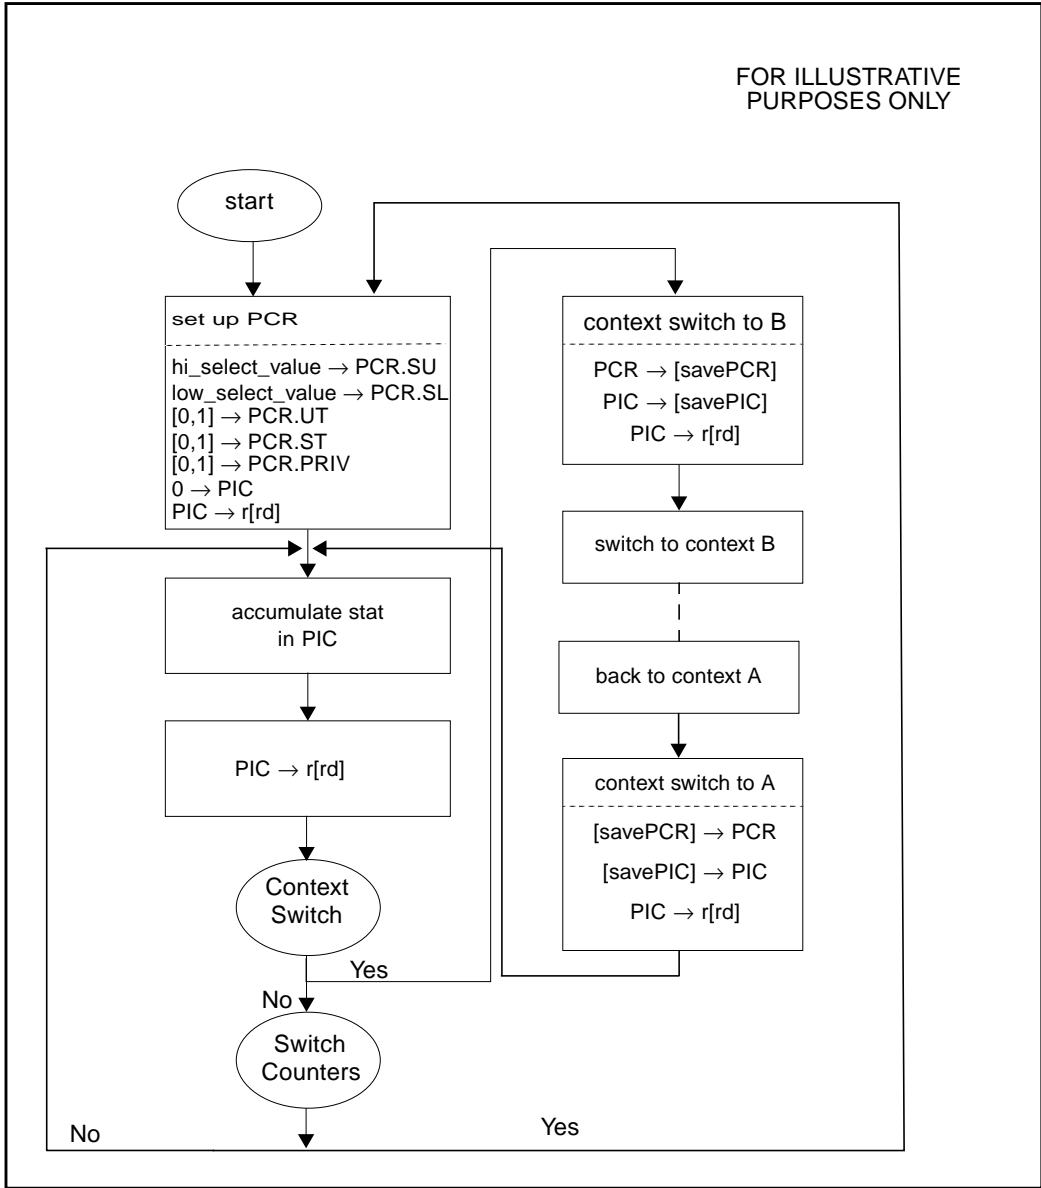 FOR ILLUSTRATIVE
PURPOSES ONLY
start
set up PCR
hi_select_value → PCR.SU
low_select_value → PCR.SL
[0,1] → PCR.UT
[0,1] → PCR.ST
[0,1] → PCR.PRIV
0 → PIC
PIC → r[rd]
accumulate stat
in PIC
PIC → r[rd]
Context
Switch
Yes
No
Switch
Counters
No
Yes
context switch to B
PCR → [savePCR]
PIC → [savePIC]
PIC → r[rd]
switch to context B
back to context A
context switch to A
[savePCR] → PCR
[savePIC] → PIC
PIC → r[rd]